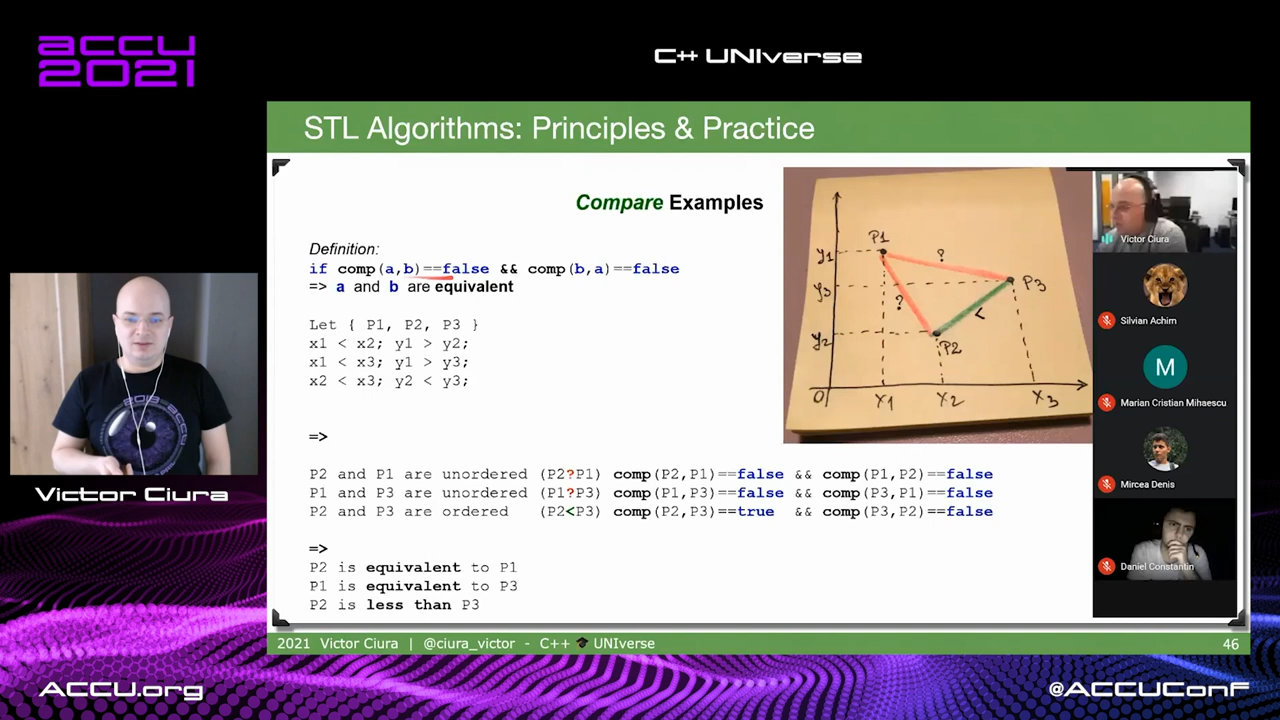 ACCU
2021
C++ UNIverse
STL Algorithms: Principles & Practice
Compare Examples
Definition:
if comp(a,b)==false && comp(b,a)==false
=> a and b are equivalent
Let { P1, P2, P3 }
x1 < x2; y1 > y2;
x1 < x3; y1 > y3;
x2 < x3; y2 < y3;
=>
P2 and P1 are unordered (P2?P1) comp(P2,P1)==false && comp(P1,P2)==false
P1 and P3 are unordered (P1?P3) comp(P1,P3)==false && comp(P3,P1)==false
P2 and P3 are ordered (P2<P3) comp(P2,P3)==true && comp(P3,P2)==false
=>
P2 is equivalent to P1
P1 is equivalent to P3
P2 is less than P3
P1
?
y1
y3
P3
?
<
y2
P2
O
x1
x2
x3
Victor Ciura
Silvian Achim
M
Marian Cristian Mihaescu
Mircea Denis
Daniel Constantin
Victor Ciura
2021 Victor Ciura | @ciura_victor - C++ UNIverse
46
ACCU.org
@ACCUConf